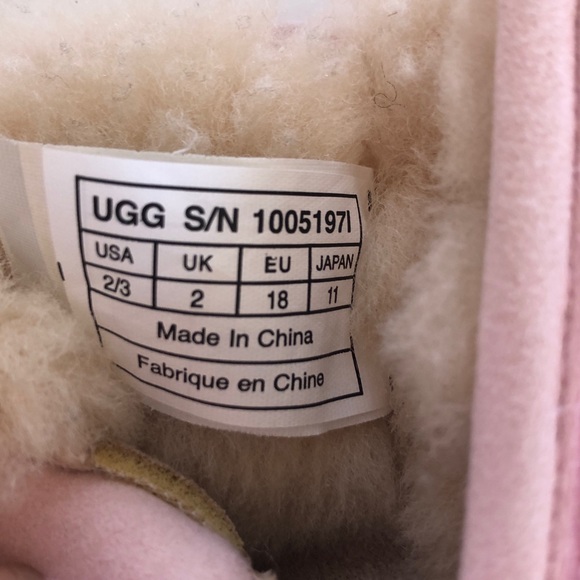 UGG S/N 1005197I
USA UK EU JAPAN
2/3 2 18 11
Made In China
Fabrique en Chine